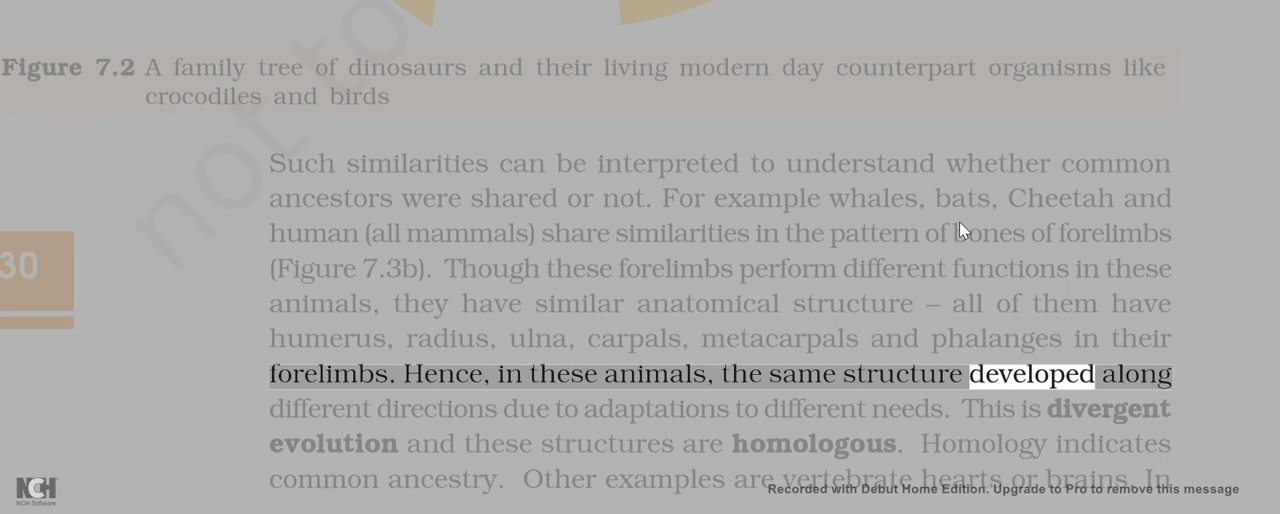 Figure 7.2 A family tree of dinosaurs and their living modern day counterpart organisms like
crocodiles and birds
not to
Such similarities can be interpreted to understand whether common
ancestors were shared or not. For example whales, bats, Cheetah and
human (all mammals) share similarities in the pattern of bones of forelimbs
30
(Figure 7.3b). Though these forelimbs perform different functions in these
animals, they have similar anatomical structure – all of them have
humerus, radius, ulna, carpals, metacarpals and phalanges in their
forelimbs. Hence, in these animals, the same structure developed along
different directions due to adaptations to different needs. This is divergent
evolution and these structures are homologous. Homology indicates
common ancestry. Other examples are vertebrate hearts or brains. In
NCH
NCH Software
Recorded with Debut Home Edition. Upgrade to Pro to remove this message